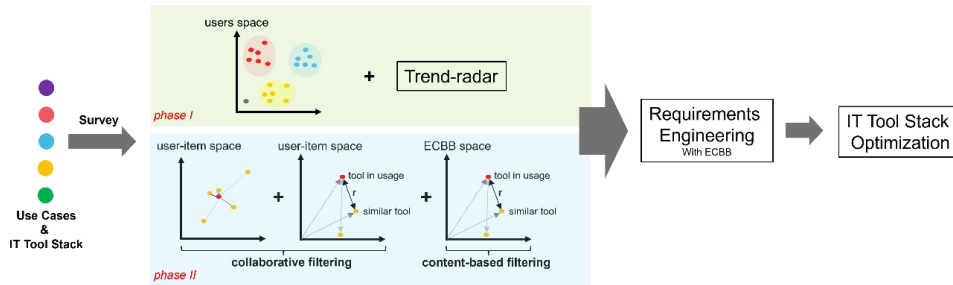 users space
+
Trend-radar
phase I
Survey
Use Cases
&
IT Tool Stack
user-item space
user-item space
ECBB space
tool in usage
r
similar tool
tool in usage
r
similar tool
+
+
collaborative filtering
content-based filtering
phase II
Requirements
Engineering
With ECBB
IT Tool Stack
Optimization